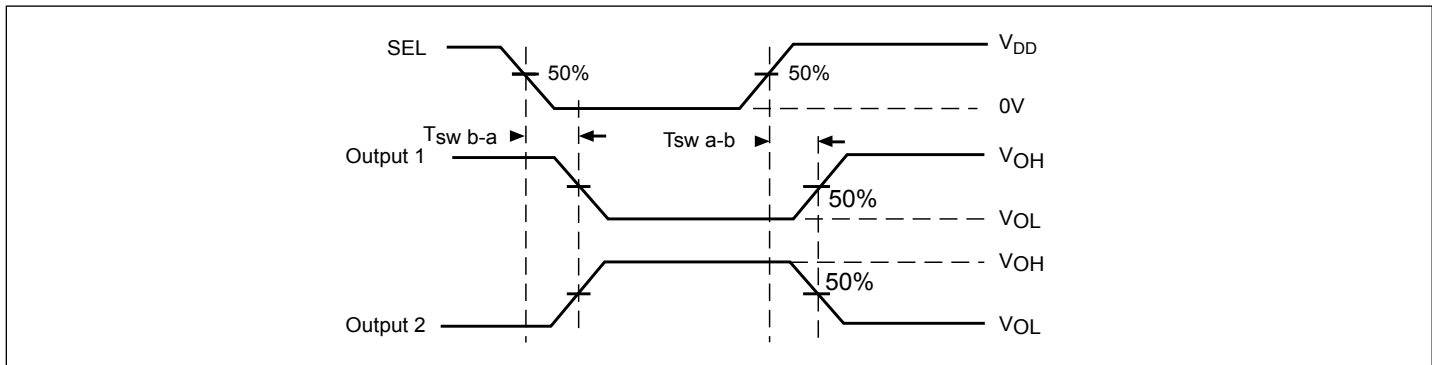 SEL
50%
50%
VDD
0V
Tsw b-a
Tsw a-b
Output 1
VOH
50%
VOL
VOH
50%
Output 2
VOL